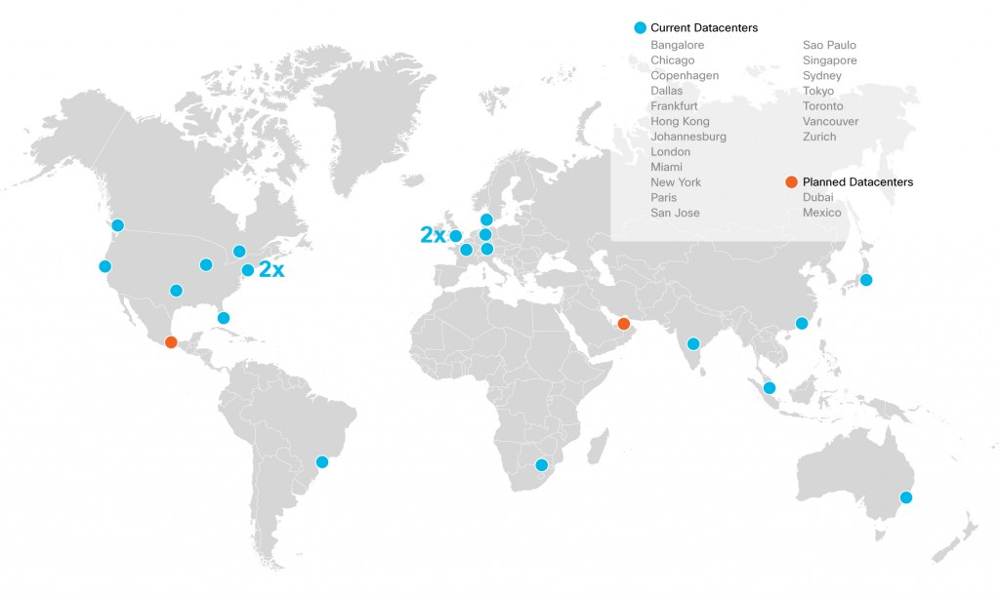 Current Datacenters
Bangalore
Chicago
Copenhagen
Dallas
Frankfurt
Hong Kong
Johannesburg
London
Miami
New York
Paris
San Jose
Sao Paulo
Singapore
Sydney
Tokyo
Toronto
Vancouver
Zurich
Planned Datacenters
Dubai
Mexico
2x
2x